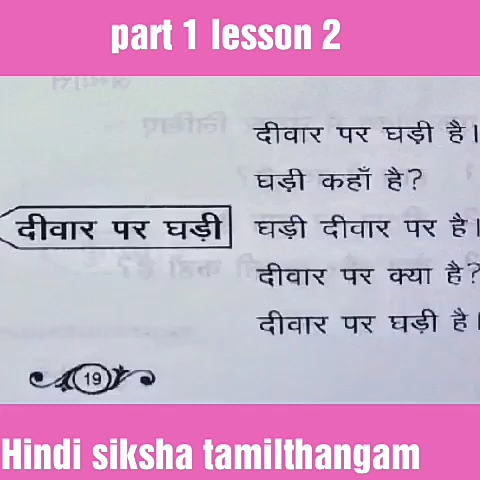 part 1 lesson 2
दीवार पर घड़ी है।
घड़ी कहाँ है?
दीवार पर घड़ी
घड़ी दीवार पर है।
दीवार पर क्या है?
दीवार पर घड़ी है।
19
Hindi siksha tamilthangam